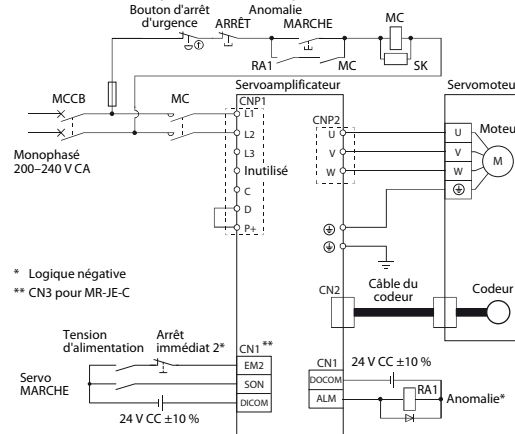 Bouton d'arrêt
d'urgence
ARRÊT
Anomalie
MARCHE
MC
RA1
MC
SK
Servoamplificateur
Servomoteur
MCCB
MC
CNP1
L1
L2
L3
Inutilisé
C
D
P+
CNP2
U
V
W
U
V
W
Moteur
M
Monophasé
200–240 V CA
* Logique négative
** CN3 pour MR-JE-C
CN2
Câble du
codeur
Codeur
Tension
d'alimentation
Arrêt
immédiat 2*
CN1 **
EM2
SON
DICOM
Servo
MARCHE
24 V CC ±10 %
CN1
DOCOM
ALM
24 V CC ±10 %
RA1
Anomalie*